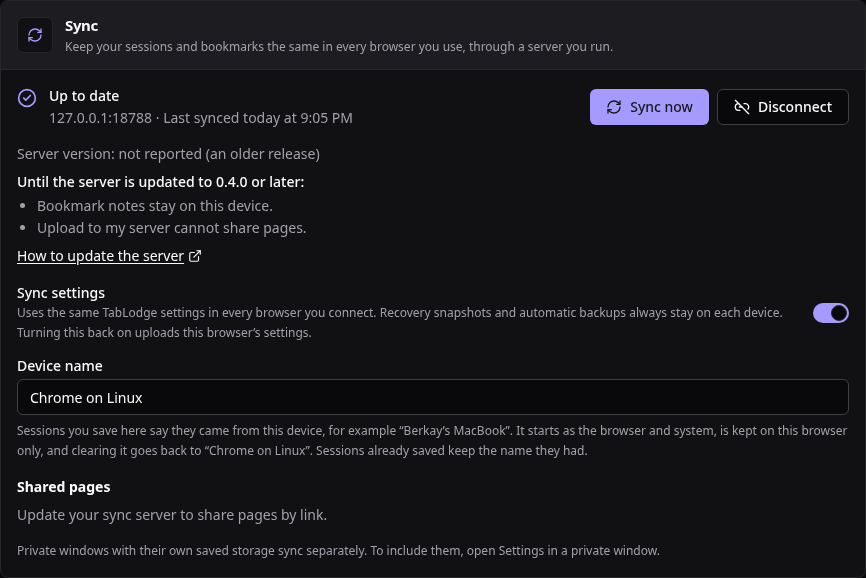 Sync
Keep your sessions and bookmarks the same in every browser you use, through a server you run.
Up to date
127.0.0.1:18788 · Last synced today at 9:05 PM
Sync now
Disconnect
Server version: not reported (an older release)
Until the server is updated to 0.4.0 or later:
• Bookmark notes stay on this device.
• Upload to my server cannot share pages.
How to update the server
Sync settings
Uses the same TabLodge settings in every browser you connect. Recovery snapshots and automatic backups always stay on each device.
Turning this back on uploads this browser’s settings.
Device name
Chrome on Linux
Sessions you save here say they came from this device, for example “Berkay’s MacBook”. It starts as the browser and system, is kept on this browser
only, and clearing it goes back to “Chrome on Linux”. Sessions already saved keep the name they had.
Shared pages
Update your sync server to share pages by link.
Private windows with their own saved storage sync separately. To include them, open Settings in a private window.